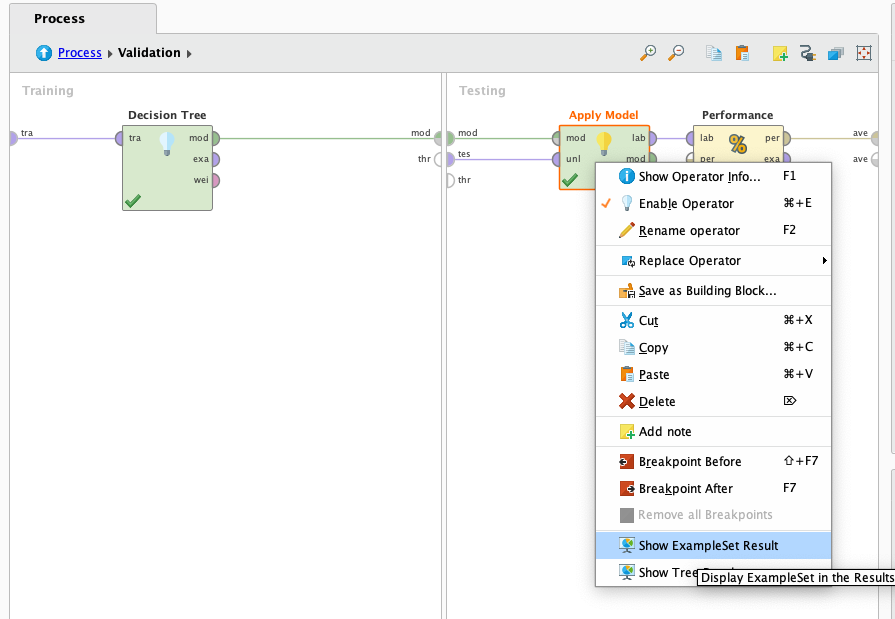 Process
Process Validation
Training
Testing
Decision Tree
Apply Model
Performance
tra
tra
mod
exa
wei
mod
thr
mod
tes
thr
mod
unl
lab
mod
lab
per
per
exa
ave
ave
Show Operator Info... F1
Enable Operator ⌘+E
Rename operator F2
Replace Operator
Save as Building Block...
Cut ⌘+X
Copy ⌘+C
Paste ⌘+V
Delete ⌦
Add note
Breakpoint Before ⇧+F7
Breakpoint After F7
Remove all Breakpoints
Show ExampleSet Result
Show Tree
Display ExampleSet in the Results